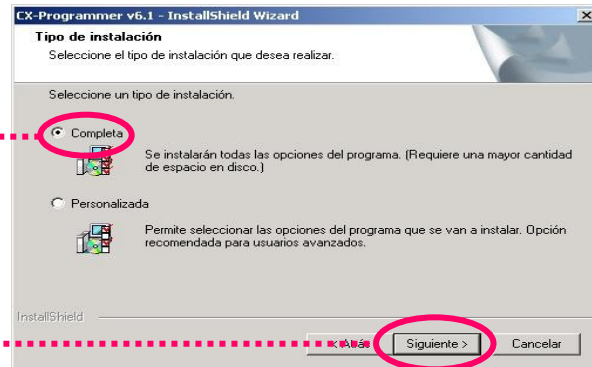 CX-Programmer v6.1 - InstallShield Wizard
Tipo de instalación
Seleccione el tipo de instalación que desea realizar.
Seleccione un tipo de instalación.
Completa
Se instalarán todas las opciones del programa. (Requiere una mayor cantidad
de espacio en disco.)
Personalizada
Permite seleccionar las opciones del programa que se van a instalar. Opción
recomendada para usuarios avanzados.
InstallShield
< Atrás Siguiente > Cancelar